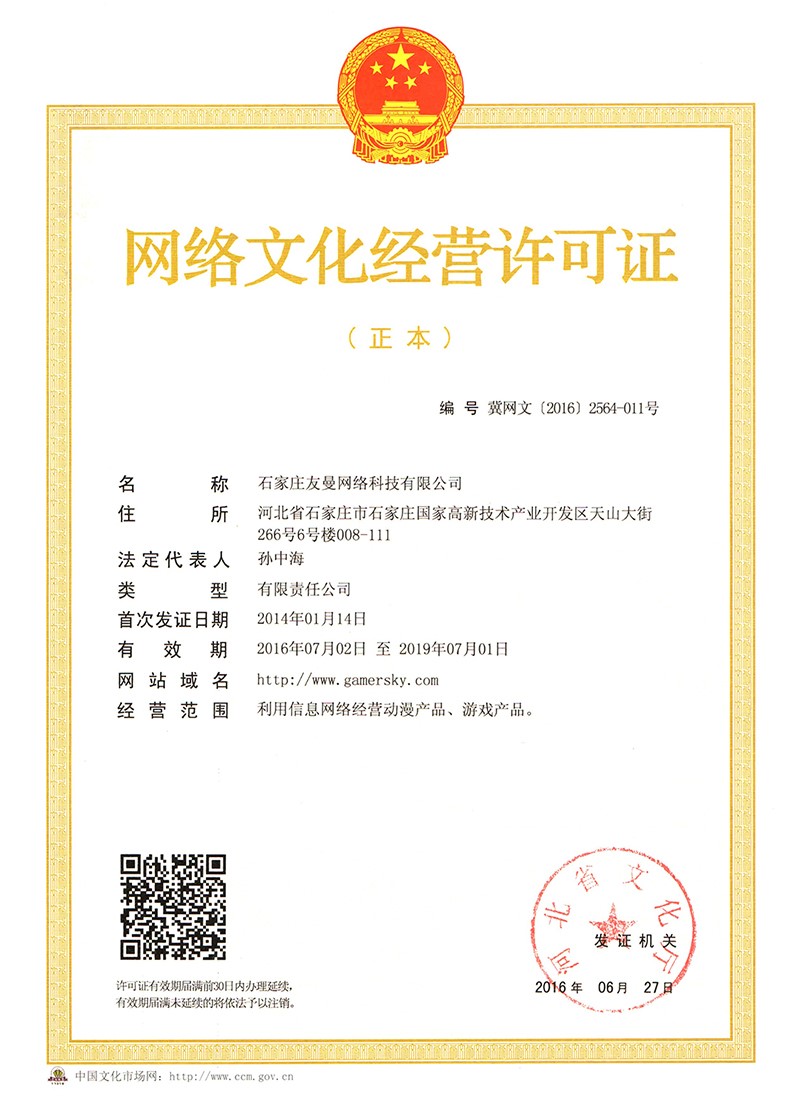 网络文化经营许可证
（正本）
编 号 冀网文〔2016〕2564-011号
名 称 石家庄友曼网络科技有限公司
住 所 河北省石家庄市石家庄国家高新技术产业开发区天山大街
266号6号楼008-111
法定代表人 孙中海
类 型 有限责任公司
首次发证日期 2014年01月14日
有 效 期 2016年07月02日 至 2019年07月01日
网 站 域 名 http://www.gamersky.com
经 营 范 围 利用信息网络经营动漫产品、游戏产品。
河北省文化厅
发 证 机 关
2016 年 06 月 27 日
许可证有效期届满前30日内办理延续，
有效期届满未延续的将依法予以注销。
中国文化市场网：http://www.ccm.gov.cn